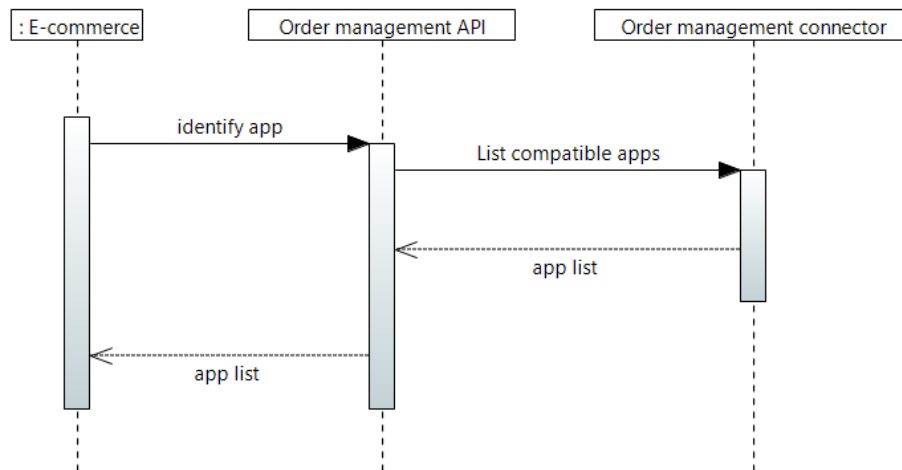 : E-commerce
Order management API
Order management connector
identify app
List compatible apps
app list
app list